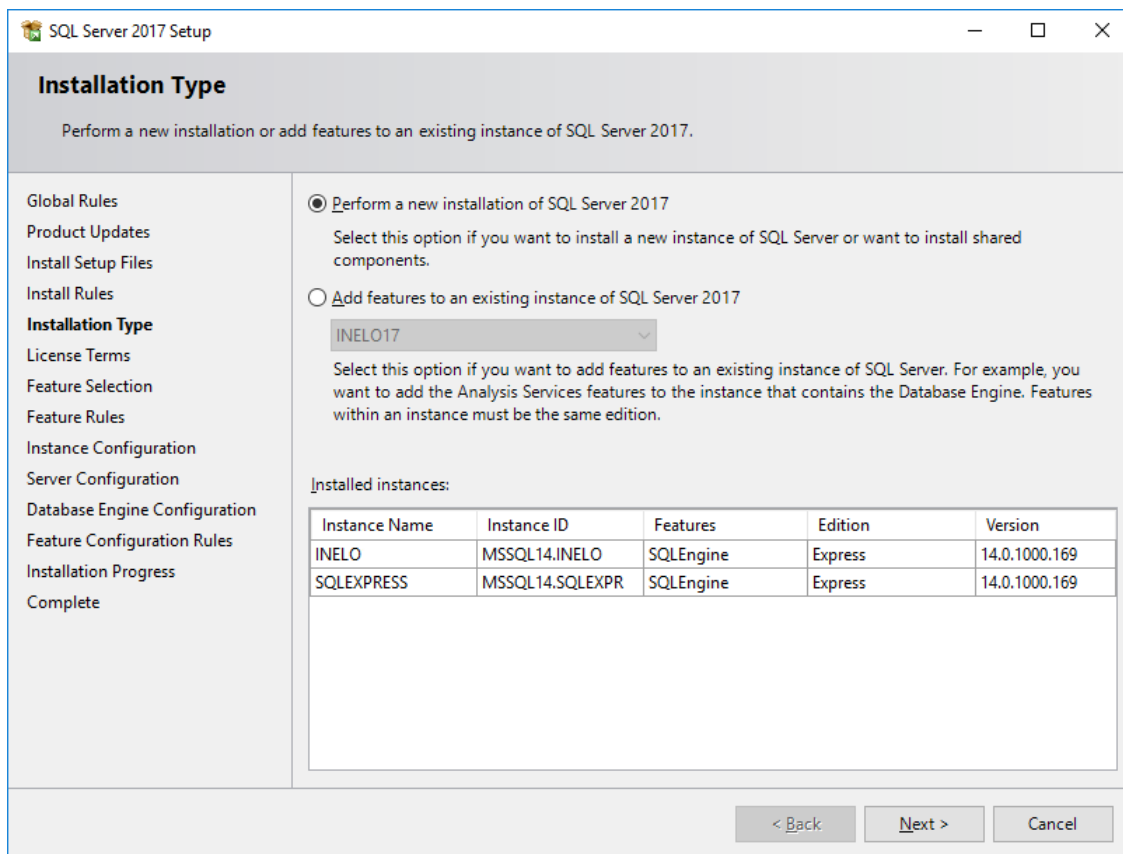 SQL Server 2017 Setup
Installation Type
Perform a new installation or add features to an existing instance of SQL Server 2017.
Global Rules
Product Updates
Install Setup Files
Install Rules
Installation Type
License Terms
Feature Selection
Feature Rules
Instance Configuration
Server Configuration
Database Engine Configuration
Feature Configuration Rules
Installation Progress
Complete
Perform a new installation of SQL Server 2017
Select this option if you want to install a new instance of SQL Server or want to install shared
components.
Add features to an existing instance of SQL Server 2017
INELO17
Select this option if you want to add features to an existing instance of SQL Server. For example, you
want to add the Analysis Services features to the instance that contains the Database Engine. Features
within an instance must be the same edition.
Installed instances:
Instance Name Instance ID Features Edition Version
INELO MSSQL14.INELO SQLEngine Express 14.0.1000.169
SQLEXPRESS MSSQL14.SQLEXPR SQLEngine Express 14.0.1000.169
< Back Next > Cancel